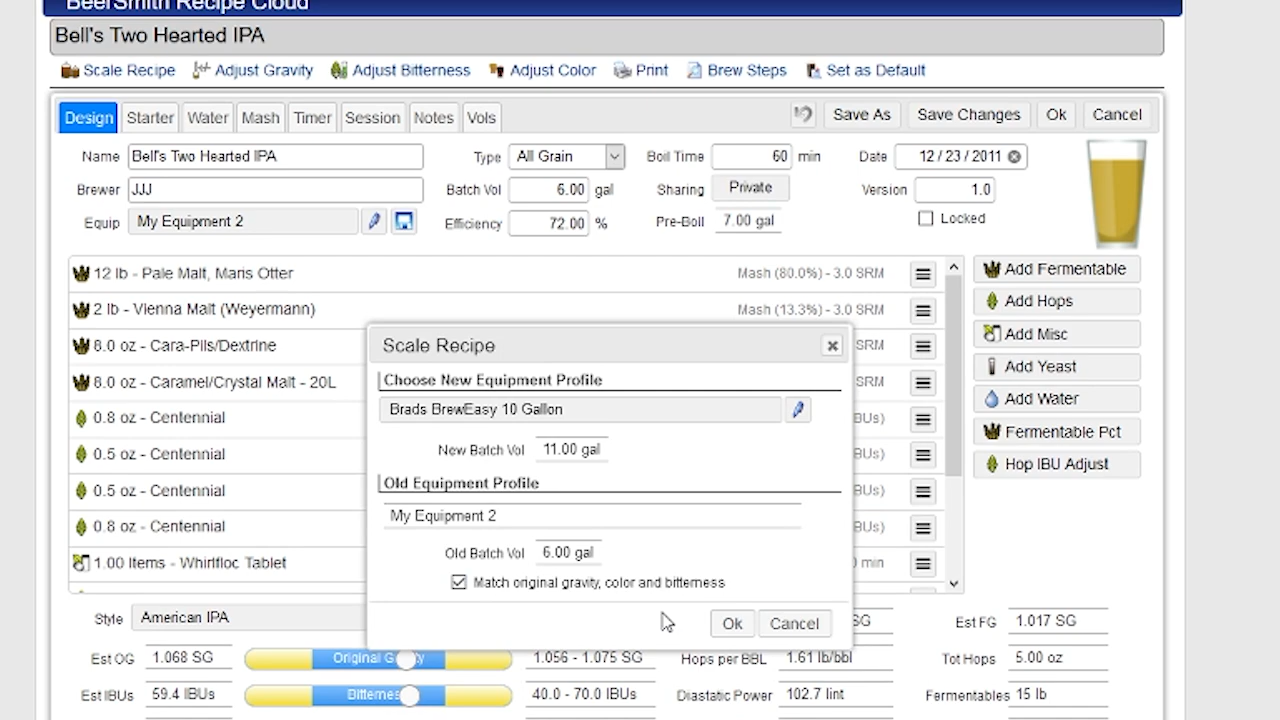 BeerSmith Recipe Cloud
Bell's Two Hearted IPA
Scale Recipe Adjust Gravity Adjust Bitterness Adjust Color Print Brew Steps Set as Default
Design Starter Water Mash Timer Session Notes Vols Save As Save Changes Ok Cancel
Name Bell's Two Hearted IPA Type All Grain Boil Time 60 min Date 12 / 23 / 2011
Brewer JJJ Batch Vol 6.00 gal Sharing Private Version 1.0
Equip My Equipment 2 Efficiency 72.00 % Pre-Boil 7.00 gal Locked
12 lb - Pale Malt, Maris Otter Mash (80.0%) - 3.0 SRM Add Fermentable
2 lb - Vienna Malt (Weyermann) Mash (13.3%) - 3.0 SRM Add Hops
8.0 oz - Cara-Pils/Dextrine SRM Add Misc
8.0 oz - Caramel/Crystal Malt - 20L SRM Add Yeast
0.8 oz - Centennial BUs) Add Water
0.5 oz - Centennial BUs) Fermentable Pct
0.5 oz - Centennial BUs) Hop IBU Adjust
0.8 oz - Centennial BUs)
1.00 Items - Whirlfloc Tablet min
Scale Recipe
Choose New Equipment Profile
Brads BrewEasy 10 Gallon
New Batch Vol 11.00 gal
Old Equipment Profile
My Equipment 2
Old Batch Vol 6.00 gal
Match original gravity, color and bitterness
Ok Cancel
Style American IPA SG Est FG 1.017 SG
Est OG 1.068 SG Original Gravity 1.056 - 1.075 SG Hops per BBL 1.61 lb/bbl Tot Hops 5.00 oz
Est IBUs 59.4 IBUs Bitterness 40.0 - 70.0 IBUs Diastatic Power 102.7 lint Fermentables 15 lb